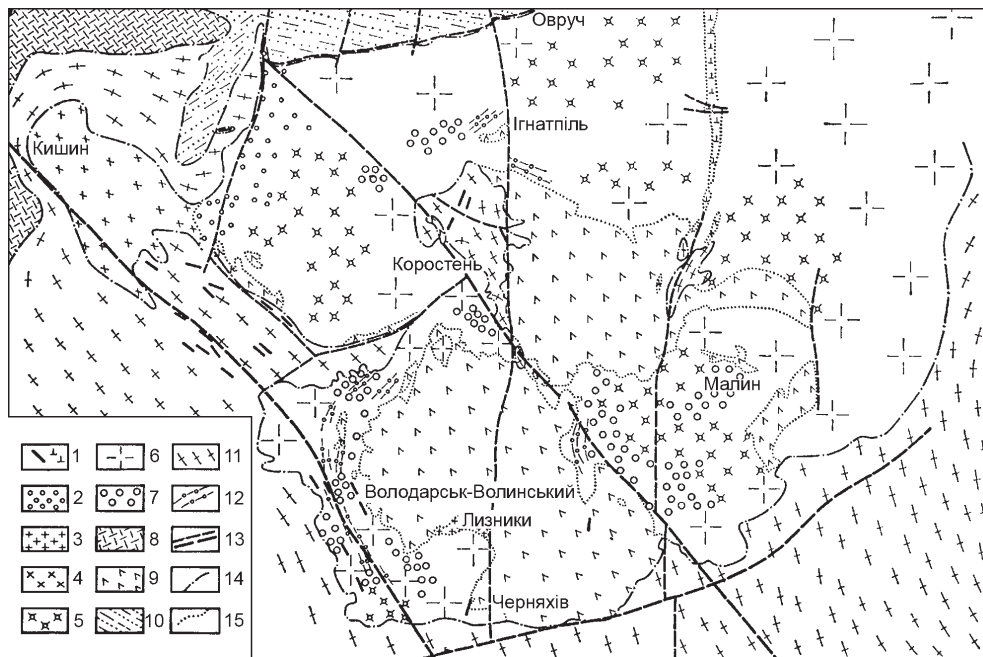 Овруч
Ігнатпіль
Кишин
Коростень
Малин
Володарськ-Волинський
Лизники
Черняхів
1 6 11
2 7 12
3 8 13
4 9 14
5 10 15